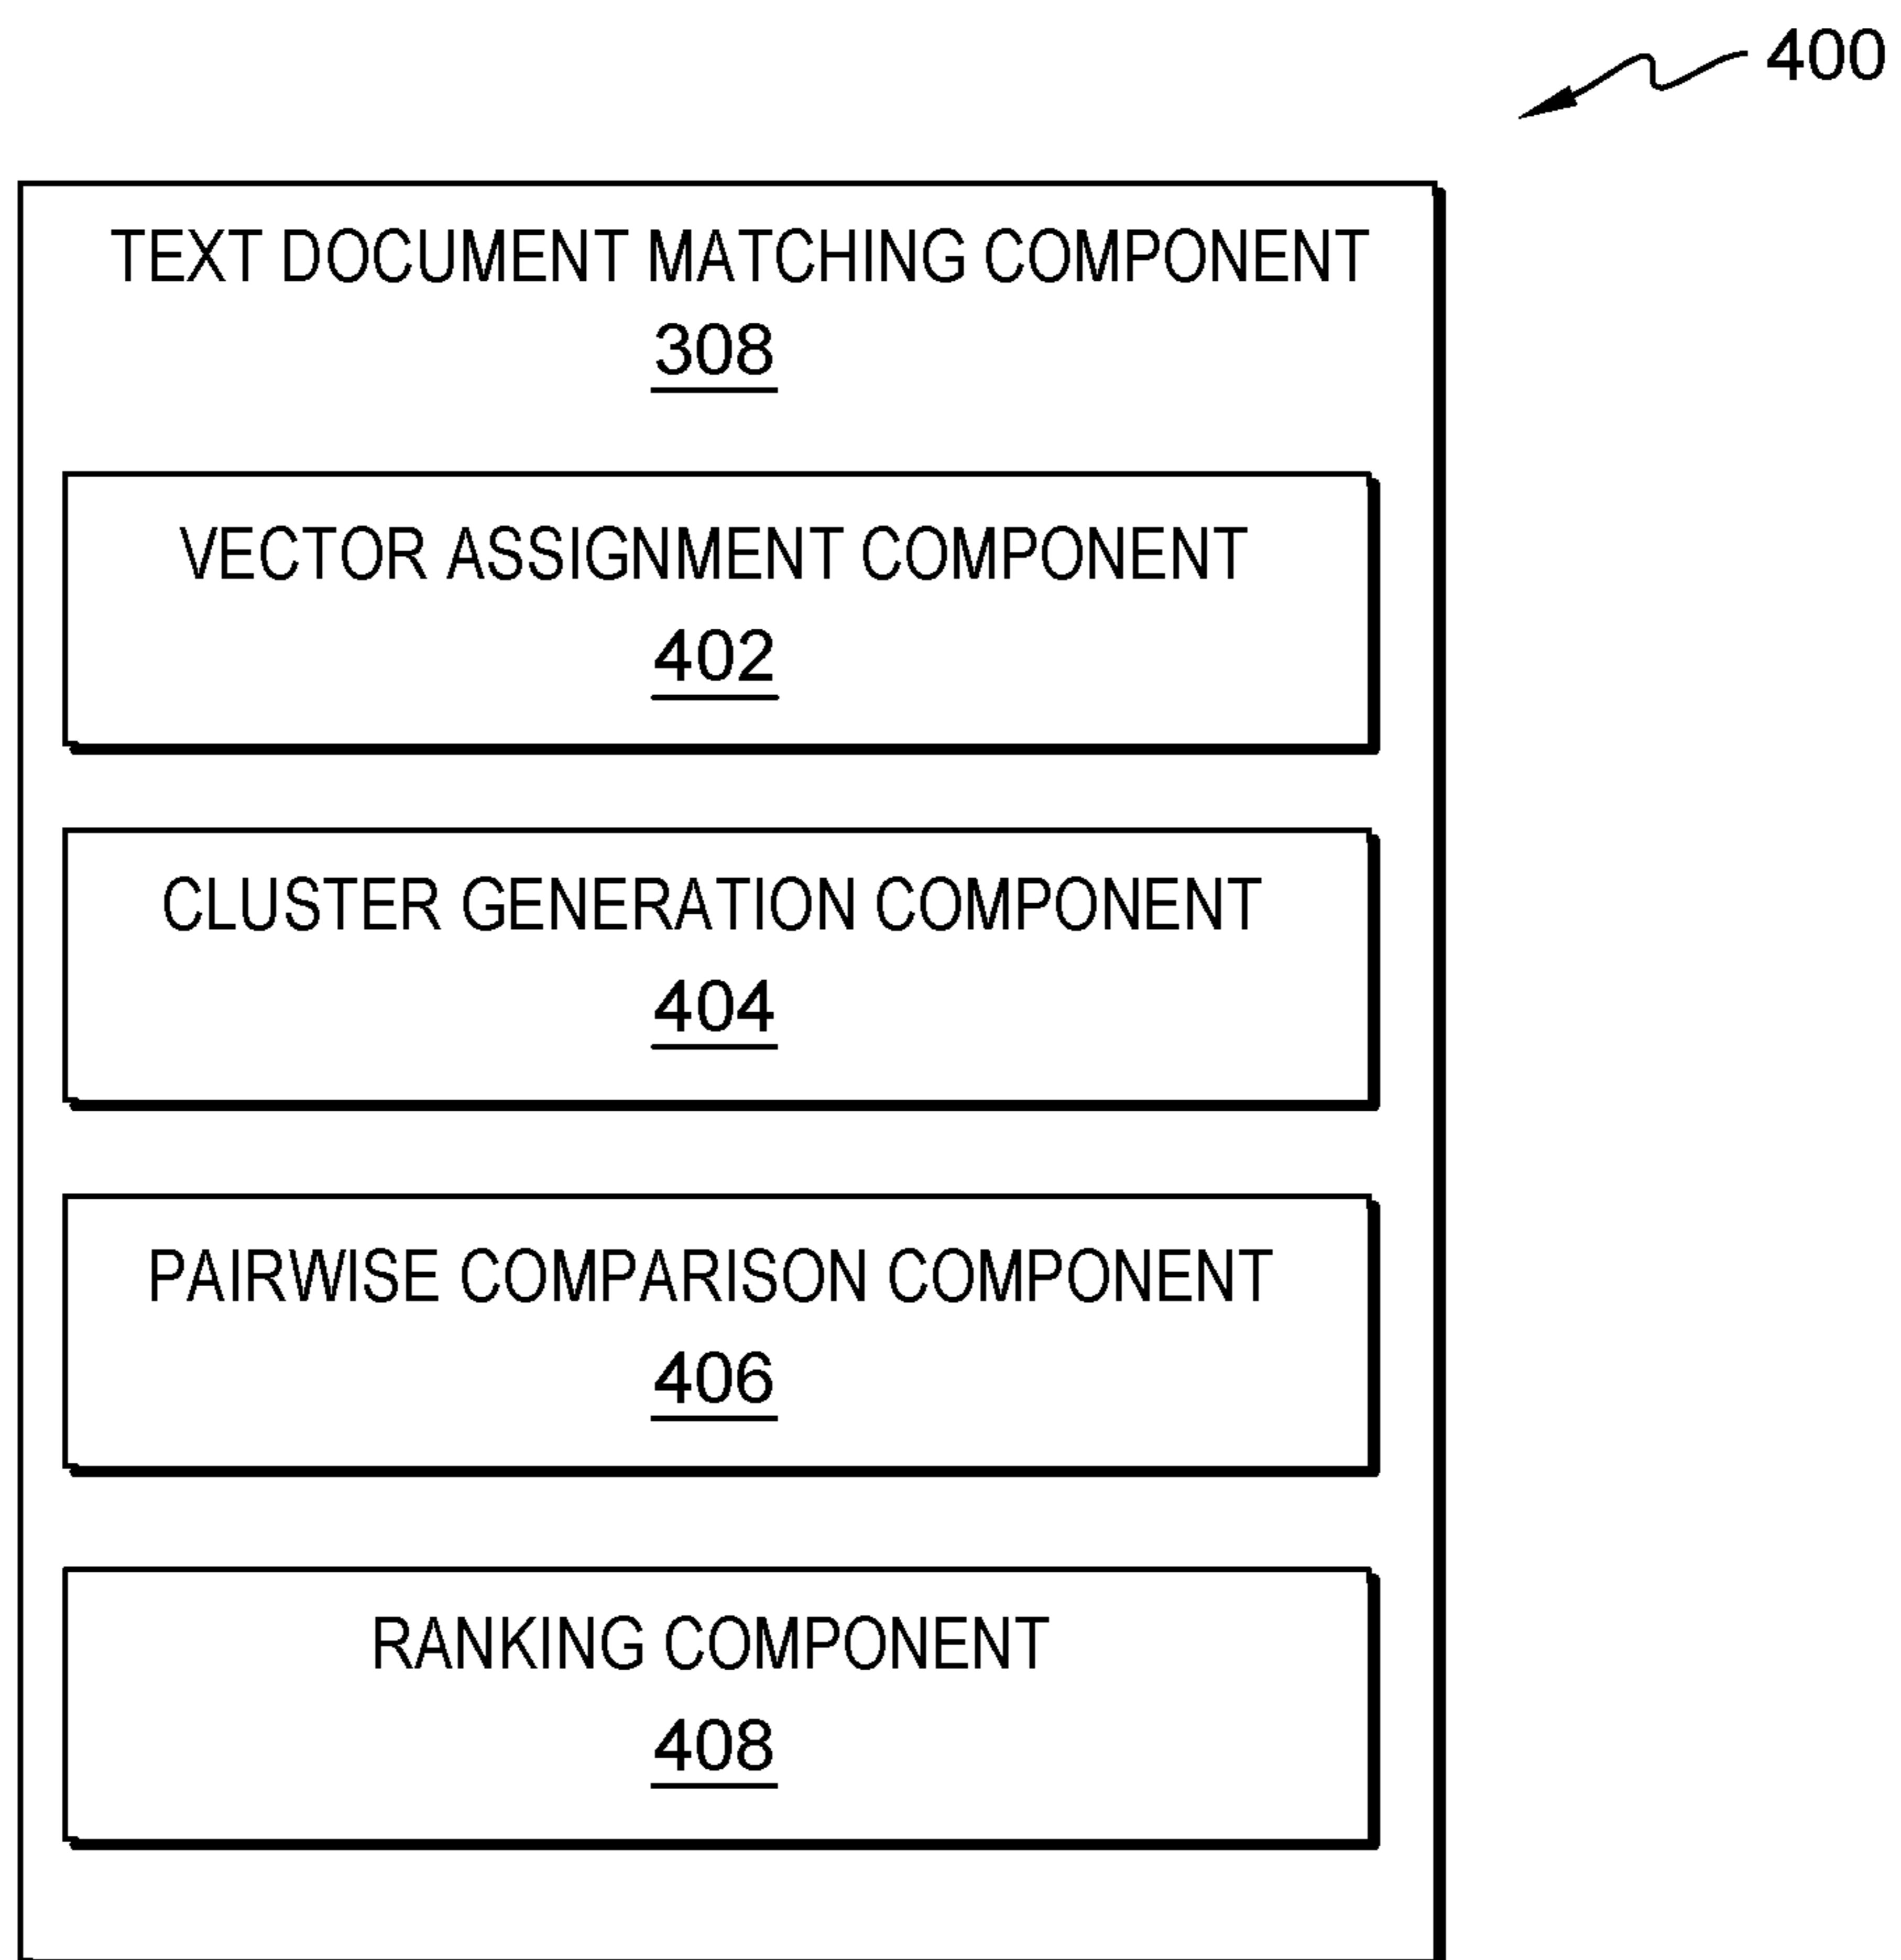 400
TEXT DOCUMENT MATCHING COMPONENT
308
VECTOR ASSIGNMENT COMPONENT
402
CLUSTER GENERATION COMPONENT
404
PAIRWISE COMPARISON COMPONENT
406
RANKING COMPONENT
408